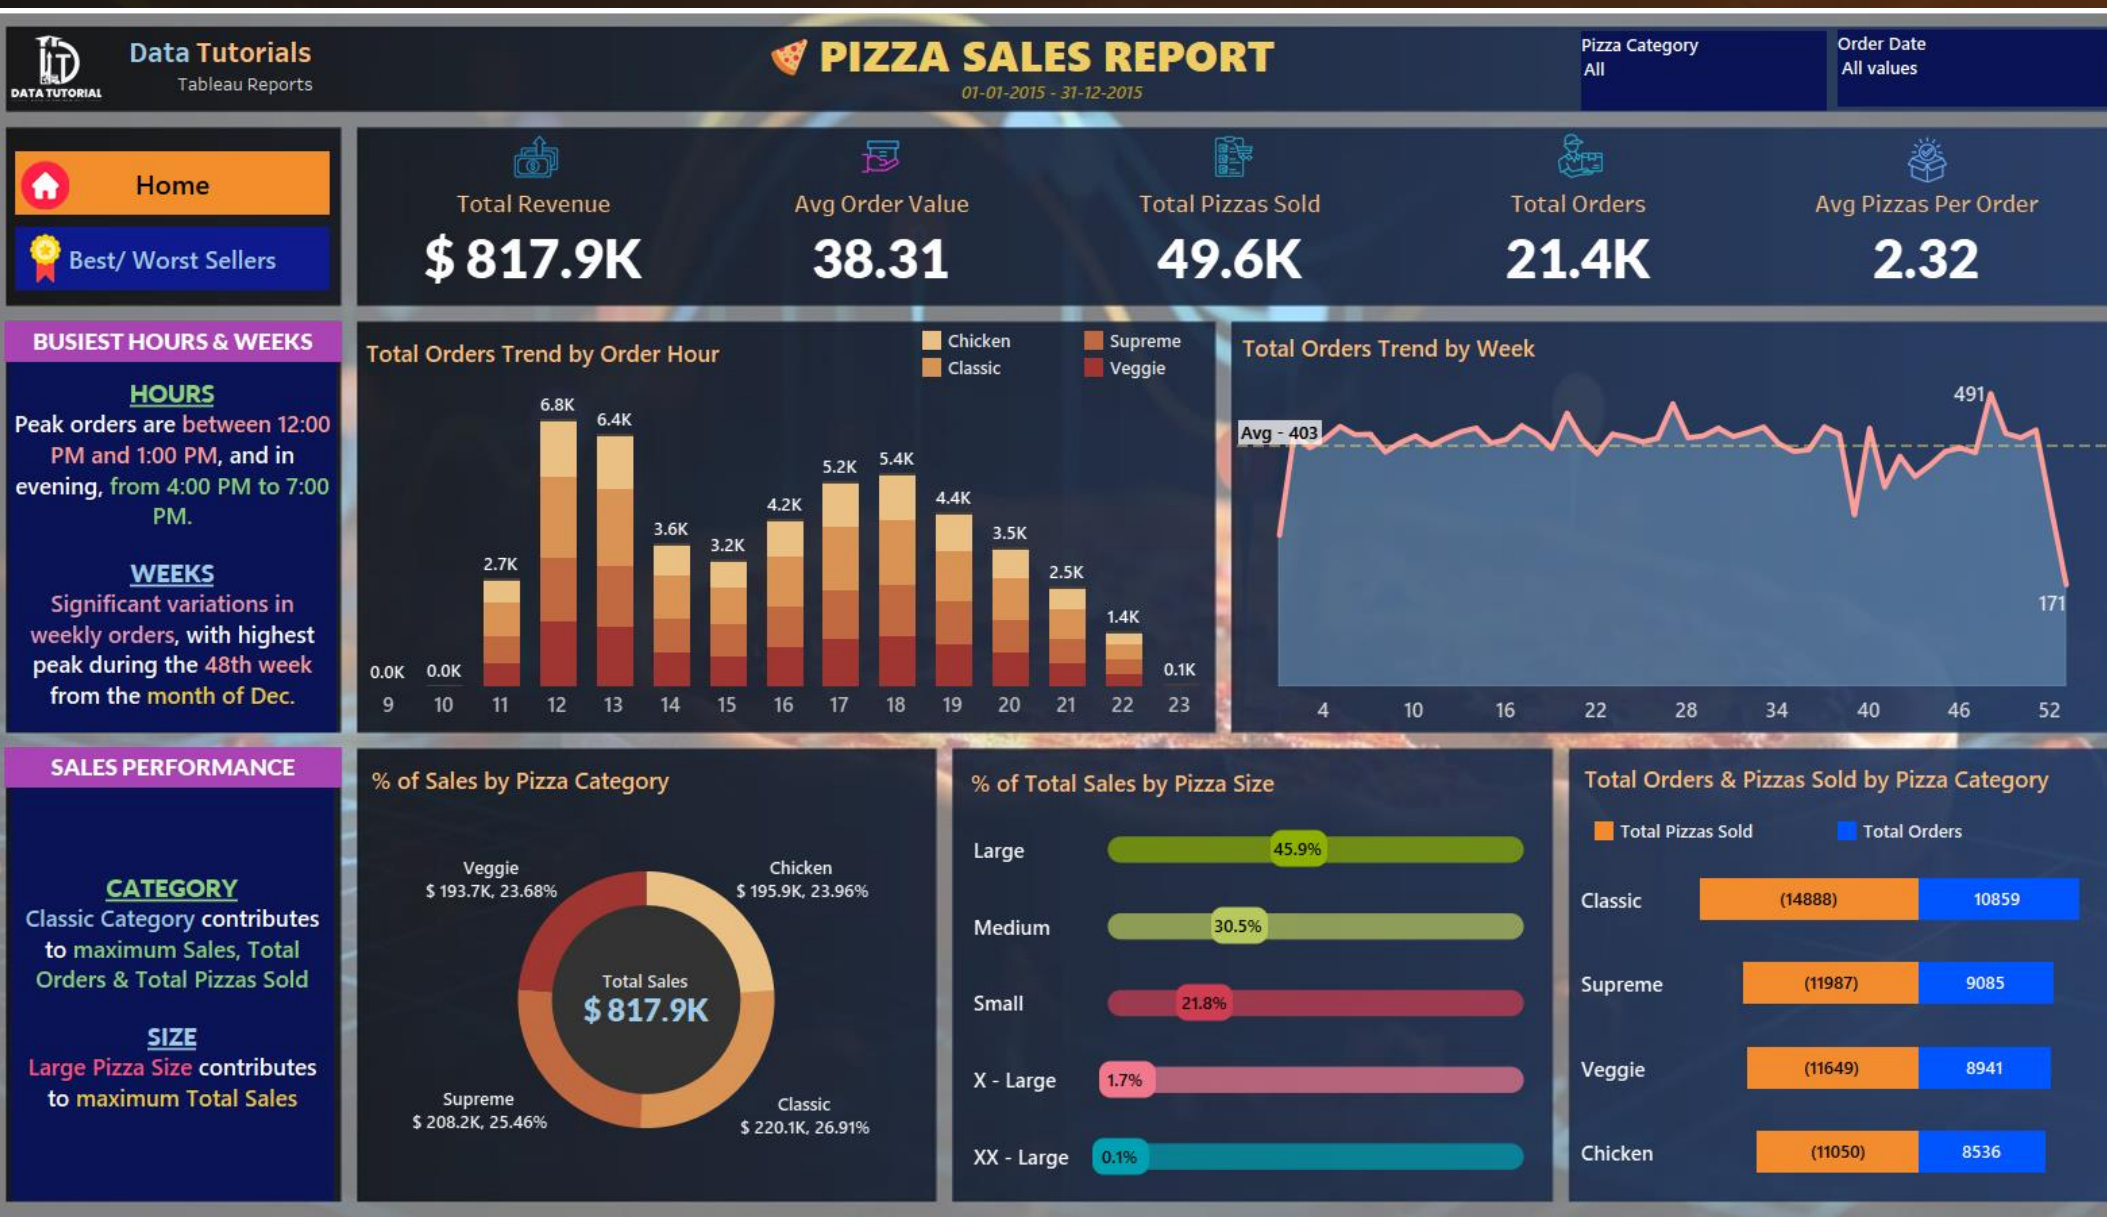 DATA TUTORIAL
Data Tutorials
Tableau Reports
PIZZA SALES REPORT
01-01-2015 - 31-12-2015
Pizza Category
All
Order Date
All values
Home
Best/ Worst Sellers
Total Revenue
$ 817.9K
Avg Order Value
38.31
Total Pizzas Sold
49.6K
Total Orders
21.4K
Avg Pizzas Per Order
2.32
BUSIEST HOURS & WEEKS
HOURS
Peak orders are between 12:00
PM and 1:00 PM, and in
evening, from 4:00 PM to 7:00
PM.
WEEKS
Significant variations in
weekly orders, with highest
peak during the 48th week
from the month of Dec.
Total Orders Trend by Order Hour
Chicken
Supreme
Classic
Veggie
0.0K
0.0K
2.7K
6.8K
6.4K
3.6K
3.2K
4.2K
5.2K
5.4K
4.4K
3.5K
2.5K
1.4K
0.1K
9 10 11 12 13 14 15 16 17 18 19 20 21 22 23
Total Orders Trend by Week
Avg - 403
491
171
4 10 16 22 28 34 40 46 52
SALES PERFORMANCE
CATEGORY
Classic Category contributes
to maximum Sales, Total
Orders & Total Pizzas Sold
SIZE
Large Pizza Size contributes
to maximum Total Sales
% of Sales by Pizza Category
Veggie
$ 193.7K, 23.68%
Chicken
$ 195.9K, 23.96%
Total Sales
$ 817.9K
Supreme
$ 208.2K, 25.46%
Classic
$ 220.1K, 26.91%
% of Total Sales by Pizza Size
Large 45.9%
Medium 30.5%
Small 21.8%
X - Large 1.7%
XX - Large 0.1%
Total Orders & Pizzas Sold by Pizza Category
Total Pizzas Sold
Total Orders
Classic (14888) 10859
Supreme (11987) 9085
Veggie (11649) 8941
Chicken (11050) 8536